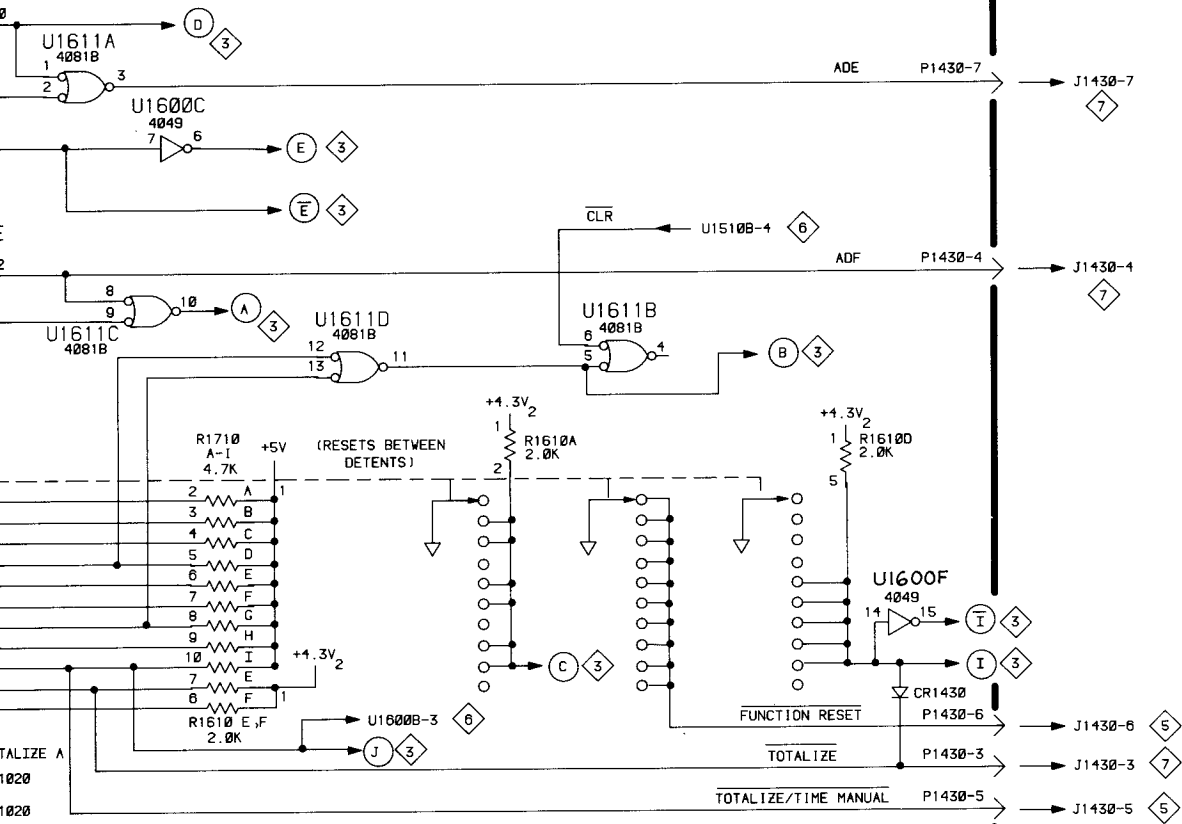 0
D
3
U1611A
4081B
1
2
3
ADE
P1430-7
J1430-7
7
U1600C
4049
7
6
E
3
E̅
3
CLR
U1510B-4
6
E
2
ADF
P1430-4
J1430-4
7
8
9
10
A
3
U1611C
4081B
U1611D
4081B
12
13
11
U1611B
4081B
6
5
4
B
3
R1710
A-I
4.7K
+5V
(RESETS BETWEEN
DETENTS)
+4.3V2
1
R1610A
2.0K
2
+4.3V2
1
R1610D
2.0K
5
2 A 1
3 B
4 C
5 D
6 E
7 F
8 G
9 H
10 I
7 E
6 F
1
+4.3V2
R1610 E,F
2.0K
C
3
U1600F
4049
14
15
I̅
3
I
3
CR1430
U1600B-3
6
J
3
FUNCTION RESET
P1430-6
J1430-6
5
TOTALIZE
P1430-3
J1430-3
7
TOTALIZE/TIME MANUAL
P1430-5
J1430-5
5
TALIZE A
1020
1020